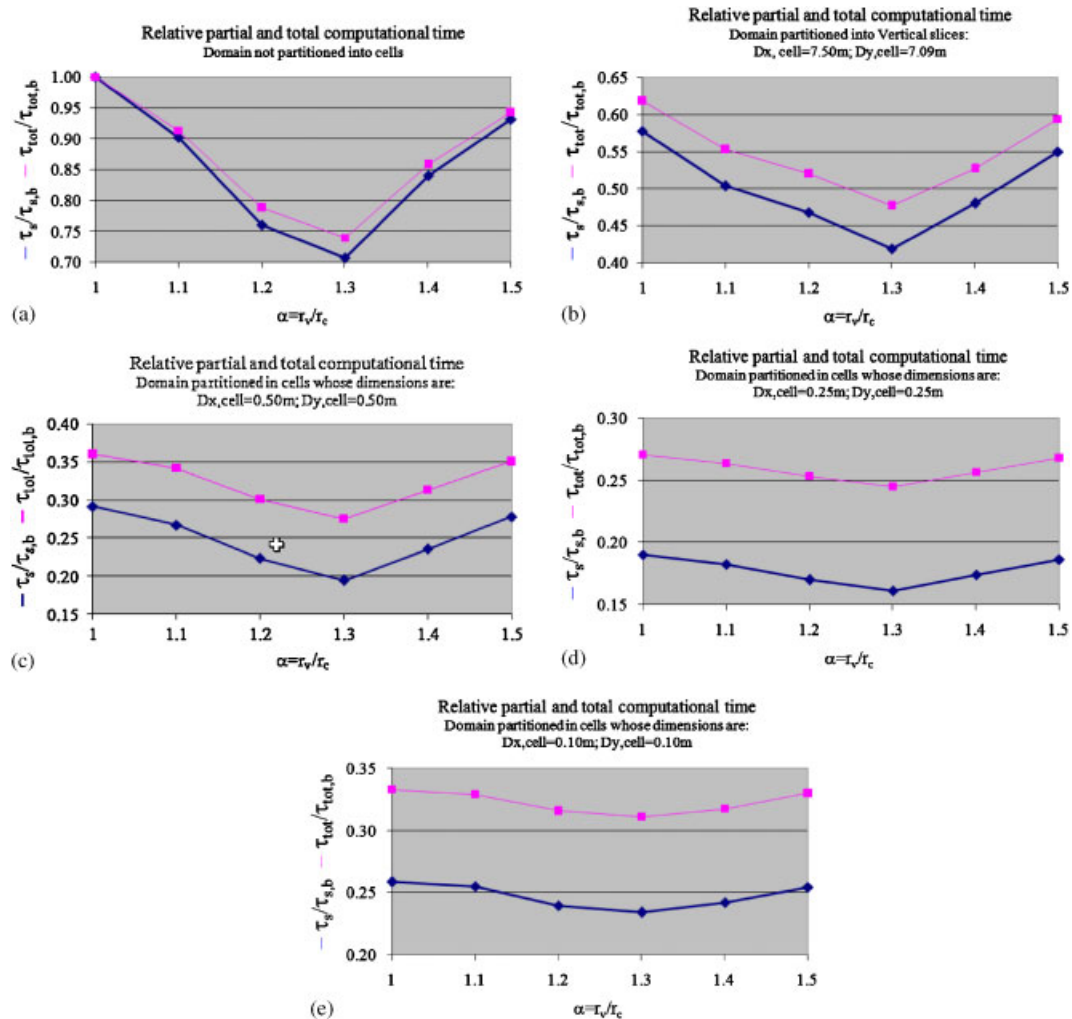 Relative partial and total computational time
Domain not partitioned into cells
1.00
0.95
0.90
0.85
0.80
0.75
0.70
− τs/τs,b − τtot/τtot,b
1 1.1 1.2 1.3 1.4 1.5
α=rv/rc
(a)
Relative partial and total computational time
Domain partitioned into Vertical slices:
Dx, cell=7.50m; Dy,cell=7.09m
0.65
0.60
0.55
0.50
0.45
0.40
− τs/τs,b − τtot/τtot,b
1 1.1 1.2 1.3 1.4 1.5
α=rv/rc
(b)
Relative partial and total computational time
Domain partitioned in cells whose dimensions are:
Dx,cell=0.50m; Dy,cell=0.50m
0.40
0.35
0.30
0.25
0.20
0.15
− τs/τs,b − τtot/τtot,b
1 1.1 1.2 1.3 1.4 1.5
α=rv/rc
(c)
Relative partial and total computational time
Domain partitioned in cells whose dimensions are:
Dx,cell=0.25m; Dy,cell=0.25m
0.30
0.25
0.20
0.15
− τs/τs,b − τtot/τtot,b
1 1.1 1.2 1.3 1.4 1.5
α=rv/rc
(d)
Relative partial and total computational time
Domain partitioned in cells whose dimensions are:
Dx,cell=0.10m; Dy,cell=0.10m
0.35
0.30
0.25
0.20
− τs/τs,b − τtot/τtot,b
1 1.1 1.2 1.3 1.4 1.5
α=rv/rc
(e)